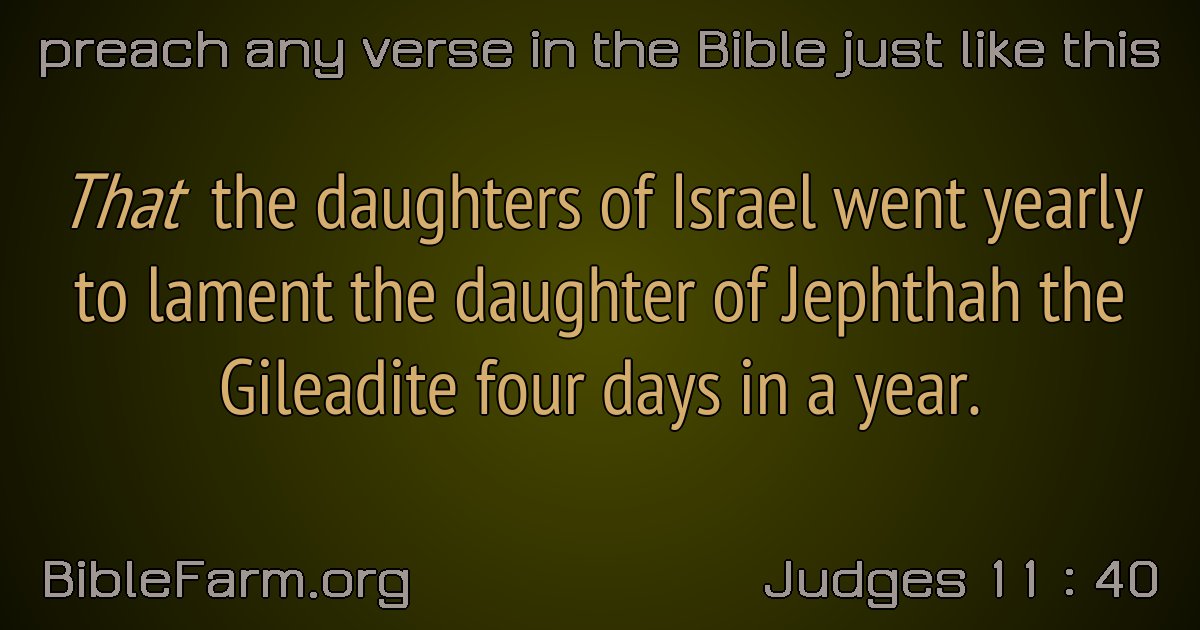 preach any verse in the Bible just like this
That the daughters of Israel went yearly
to lament the daughter of Jephthah the
Gileadite four days in a year.
BibleFarm.org
Judges 11 : 40